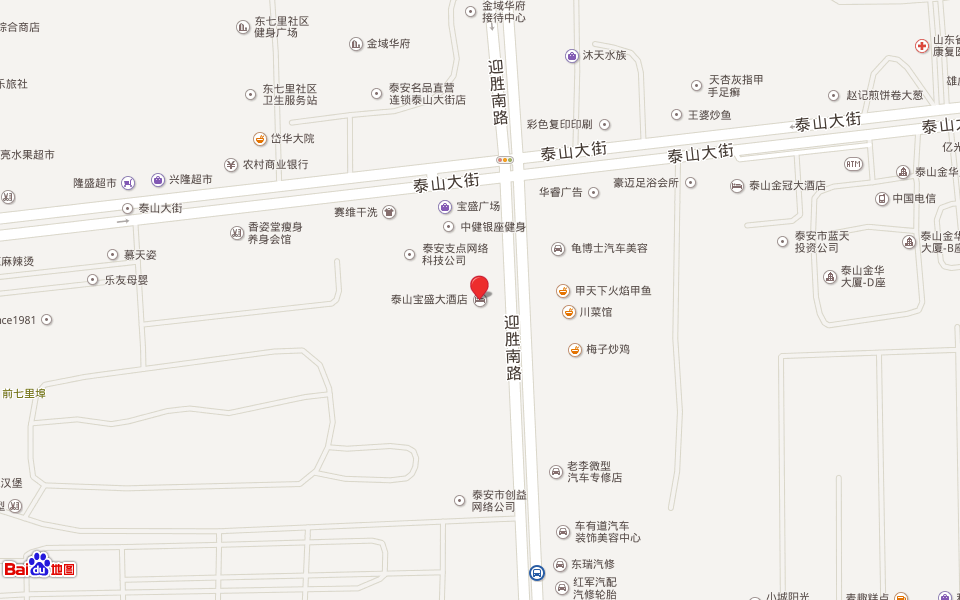 综合商店
东七里社区
健身广场
金域华府
接待中心
金域华府
沐天水族
乐旅社
东七里社区
卫生服务站
泰安名品直营
连锁泰山大街店
迎胜南路
天杏灰指甲
手足癣
赵记煎饼卷大葱
王婆炒鱼
彩色复印印刷
岱华大院
泰山大街
泰山大街
泰山大街
亮水果超市
农村商业银行
隆盛超市
兴隆超市
泰山大街
豪迈足浴会所
华睿广告
泰山金冠大酒店
ATM
泰山金华
中国电信
泰山大街
赛维干洗
宝盛广场
中健银座健身
香姿堂瘦身
养身会馆
泰安支点网络
科技公司
龟博士汽车美容
泰安市蓝天
投资公司
泰山金华
大厦-B座
慕天姿
麻辣烫
乐友母婴
泰山金华
大厦-D座
泰山宝盛大酒店
甲天下火焰甲鱼
川菜馆
nce1981
迎胜南路
梅子炒鸡
前七里埠
老李微型
汽车专修店
汉堡
泰安市创益
网络公司
车有道汽车
装饰美容中心
东瑞汽修
红军汽配
汽修轮胎
Bai du 地图
小城阳光
麦趣糕点